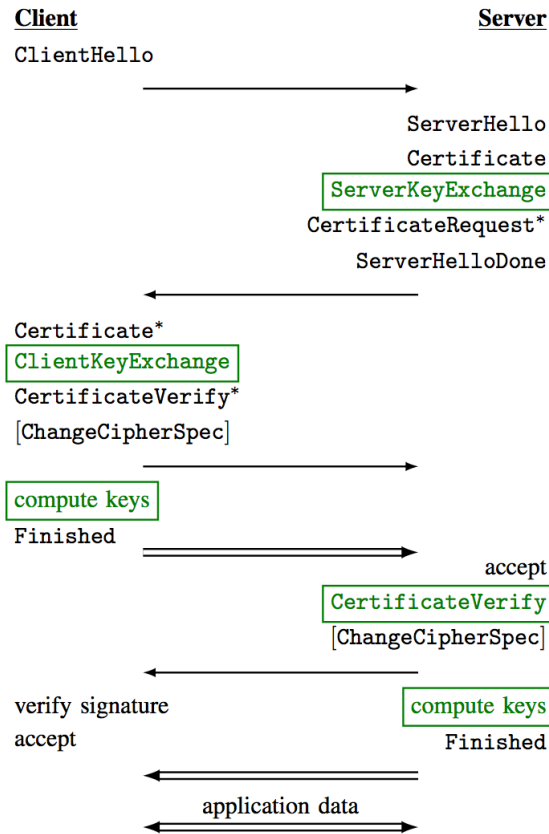 Client Server
ClientHello
ServerHello
Certificate
ServerKeyExchange
CertificateRequest*
ServerHelloDone
Certificate*
ClientKeyExchange
CertificateVerify*
[ChangeCipherSpec]
compute keys
Finished
accept
CertificateVerify
[ChangeCipherSpec]
verify signature compute keys
accept Finished
application data